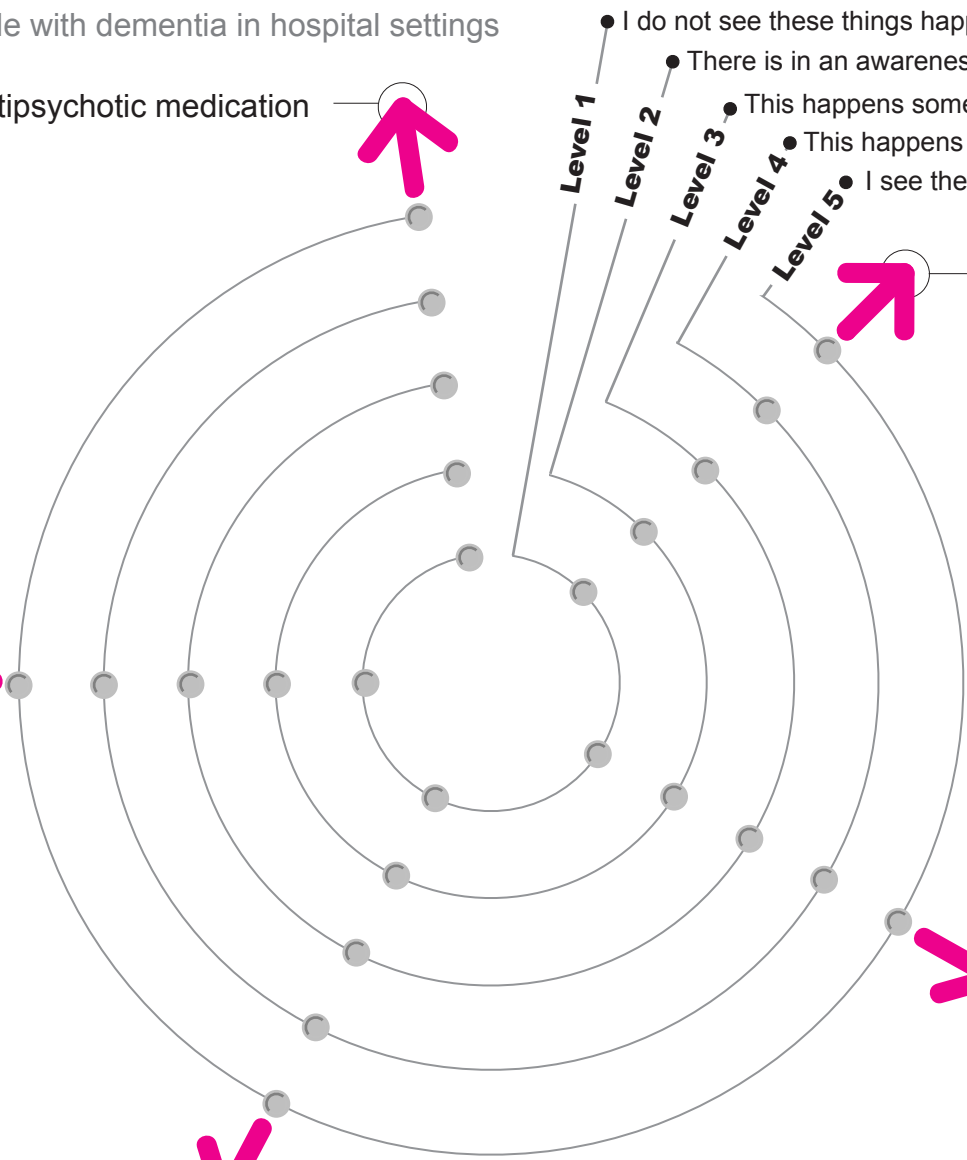 le with dementia in hospital settings
I do not see these things hap
There is in an awarenes
tipsychotic medication
This happens some
This happens
I see the
Level 1
Level 2
Level 3
Level 4
Level 5